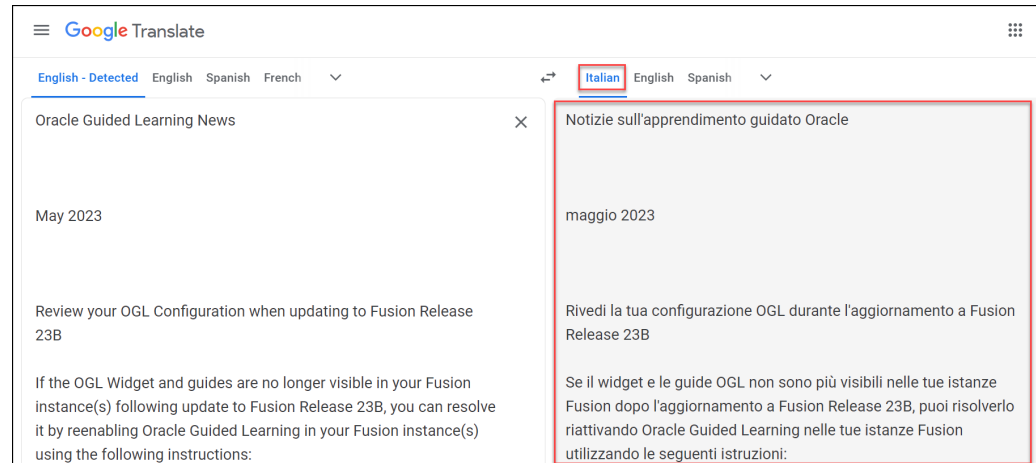 Google Translate
English - Detected English Spanish French
Italian English Spanish
Oracle Guided Learning News
May 2023
Review your OGL Configuration when updating to Fusion Release
23B
If the OGL Widget and guides are no longer visible in your Fusion
instance(s) following update to Fusion Release 23B, you can resolve
it by reenabling Oracle Guided Learning in your Fusion instance(s)
using the following instructions:
Notizie sull'apprendimento guidato Oracle
maggio 2023
Rivedi la tua configurazione OGL durante l'aggiornamento a Fusion
Release 23B
Se il widget e le guide OGL non sono più visibili nelle tue istanze
Fusion dopo l'aggiornamento a Fusion Release 23B, puoi risolverlo
riattivando Oracle Guided Learning nelle tue istanze Fusion
utilizzando le seguenti istruzioni: